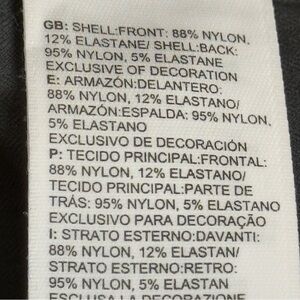 GB: SHELL:FRONT: 88% NYLON,
12% ELASTANE/ SHELL:BACK:
95% NYLON, 5% ELASTANE
EXCLUSIVE OF DECORATION
E: ARMAZÓN:DELANTERO:
88% NYLON, 12% ELASTANO/
ARMAZÓN:ESPALDA: 95% NYLON,
5% ELASTANO
EXCLUSIVO DE DECORACIÓN
P: TECIDO PRINCIPAL:FRONTAL:
88% NYLON, 12% ELASTANO/
TECIDO PRINCIPAL:PARTE DE
TRÁS: 95% NYLON, 5% ELASTANO
EXCLUSIVO PARA DECORAÇÃO
I: STRATO ESTERNO:DAVANTI:
88% NYLON, 12% ELASTAN/
STRATO ESTERNO:RETRO:
95% NYLON, 5% ELASTAN
ESCLUSA LA DECORAZIONE